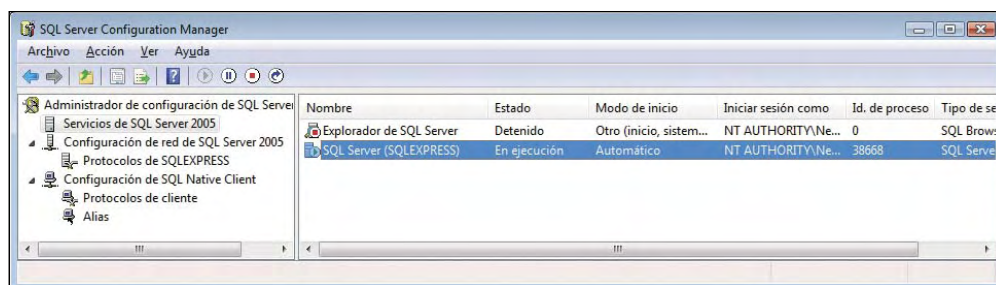 SQL Server Configuration Manager
Archivo Acción Ver Ayuda
Administrador de configuración de SQL Server
Servicios de SQL Server 2005
Configuración de red de SQL Server 2005
Protocolos de SQLEXPRESS
Configuración de SQL Native Client
Protocolos de cliente
Alias
Nombre Estado Modo de inicio Iniciar sesión como Id. de proceso Tipo de se
Explorador de SQL Server Detenido Otro (inicio, sistem... NT AUTHORITY\Ne... 0 SQL Brows
SQL Server (SQLEXPRESS) En ejecución Automático NT AUTHORITY\Ne... 38668 SQL Serve